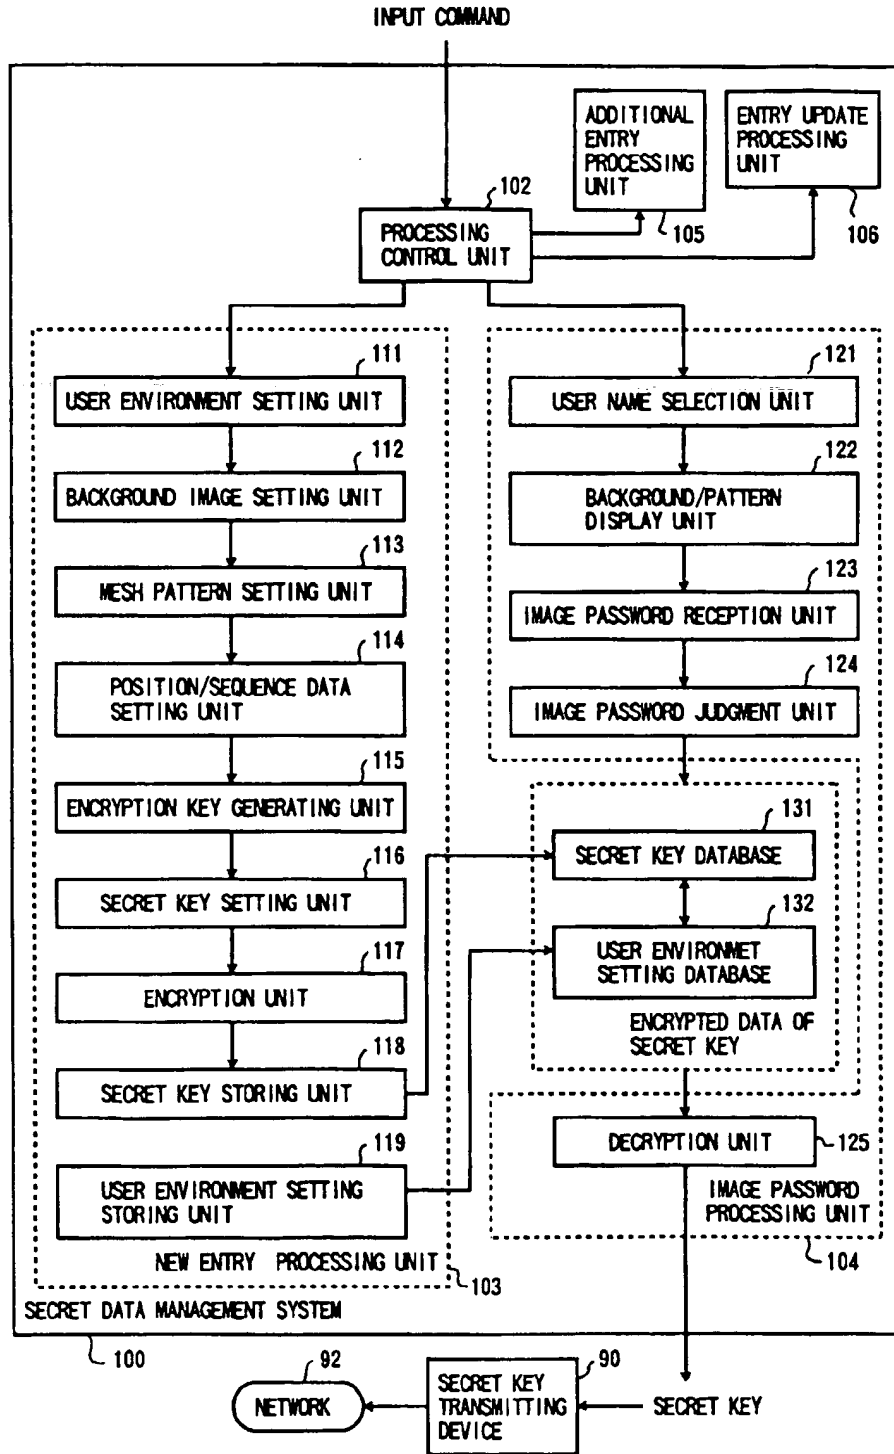 INPUT COMMAND
ADDITIONAL
ENTRY
PROCESSING
UNIT
ENTRY UPDATE
PROCESSING
UNIT
102
105
106
PROCESSING
CONTROL UNIT
111
USER ENVIRONMENT SETTING UNIT
112
BACKGROUND IMAGE SETTING UNIT
113
MESH PATTERN SETTING UNIT
114
POSITION/SEQUENCE DATA
SETTING UNIT
115
ENCRYPTION KEY GENERATING UNIT
116
SECRET KEY SETTING UNIT
117
ENCRYPTION UNIT
118
SECRET KEY STORING UNIT
119
USER ENVIRONMENT SETTING
STORING UNIT
NEW ENTRY PROCESSING UNIT
103
121
USER NAME SELECTION UNIT
122
BACKGROUND/PATTERN
DISPLAY UNIT
123
IMAGE PASSWORD RECEPTION UNIT
124
IMAGE PASSWORD JUDGMENT UNIT
131
SECRET KEY DATABASE
132
USER ENVIRONMET
SETTING DATABASE
ENCRYPTED DATA OF
SECRET KEY
DECRYPTION UNIT
125
IMAGE PASSWORD
PROCESSING UNIT
104
SECRET DATA MANAGEMENT SYSTEM
100
92
NETWORK
90
SECRET KEY
TRANSMITTING
DEVICE
SECRET KEY